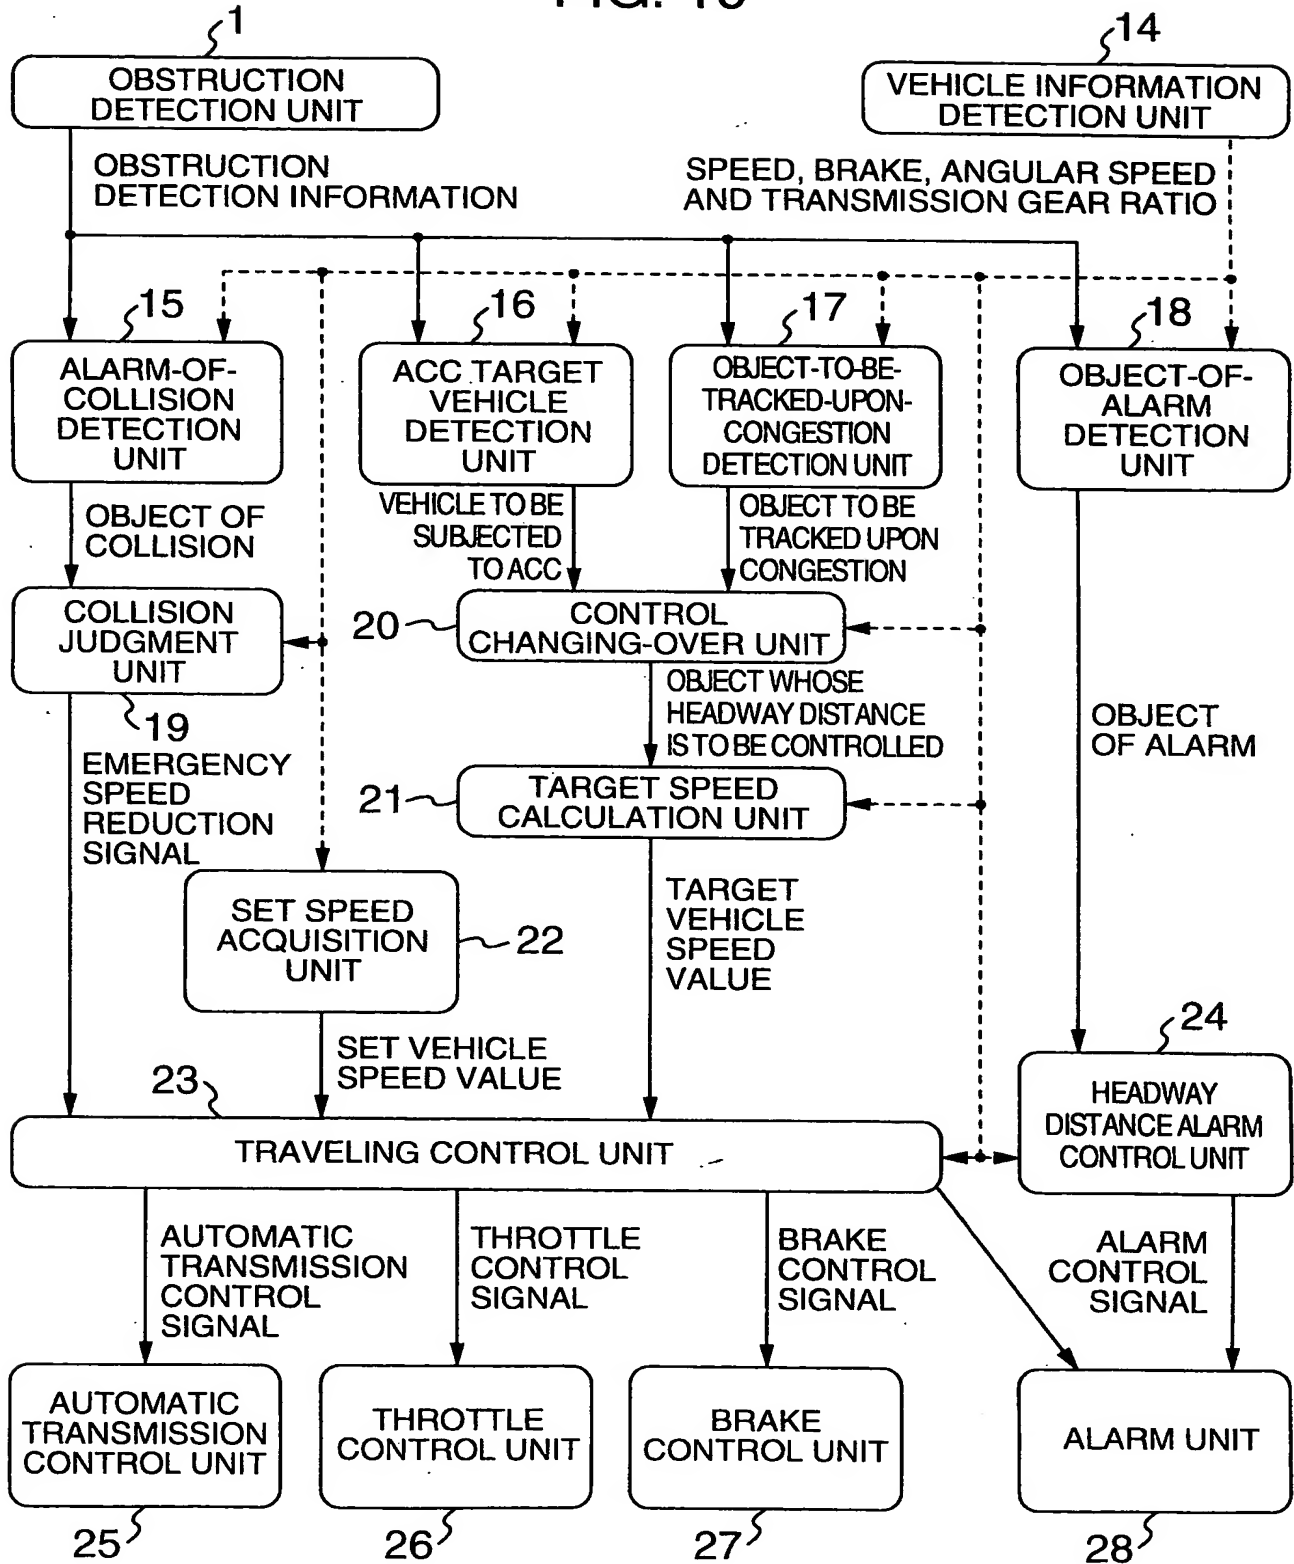 1
14
OBSTRUCTION
DETECTION UNIT
VEHICLE INFORMATION
DETECTION UNIT
OBSTRUCTION
DETECTION INFORMATION
SPEED, BRAKE, ANGULAR SPEED
AND TRANSMISSION GEAR RATIO
15
16
17
18
ALARM-OF-
COLLISION
DETECTION
UNIT
ACC TARGET
VEHICLE
DETECTION
UNIT
OBJECT-TO-BE-
TRACKED-UPON-
CONGESTION
DETECTION UNIT
OBJECT-OF-
ALARM
DETECTION
UNIT
OBJECT OF
COLLISION
VEHICLE TO BE
SUBJECTED
TO ACC
OBJECT TO BE
TRACKED UPON
CONGESTION
COLLISION
JUDGMENT
UNIT
19
20
CONTROL
CHANGING-OVER UNIT
OBJECT WHOSE
HEADWAY DISTANCE
IS TO BE CONTROLLED
OBJECT
OF ALARM
EMERGENCY
SPEED
REDUCTION
SIGNAL
21
TARGET SPEED
CALCULATION UNIT
SET SPEED
ACQUISITION
UNIT
22
TARGET
VEHICLE
SPEED
VALUE
SET VEHICLE
SPEED VALUE
24
HEADWAY
DISTANCE ALARM
CONTROL UNIT
23
TRAVELING CONTROL UNIT
AUTOMATIC
TRANSMISSION
CONTROL
SIGNAL
THROTTLE
CONTROL
SIGNAL
BRAKE
CONTROL
SIGNAL
ALARM
CONTROL
SIGNAL
AUTOMATIC
TRANSMISSION
CONTROL UNIT
THROTTLE
CONTROL UNIT
BRAKE
CONTROL UNIT
ALARM UNIT
25
26
27
28